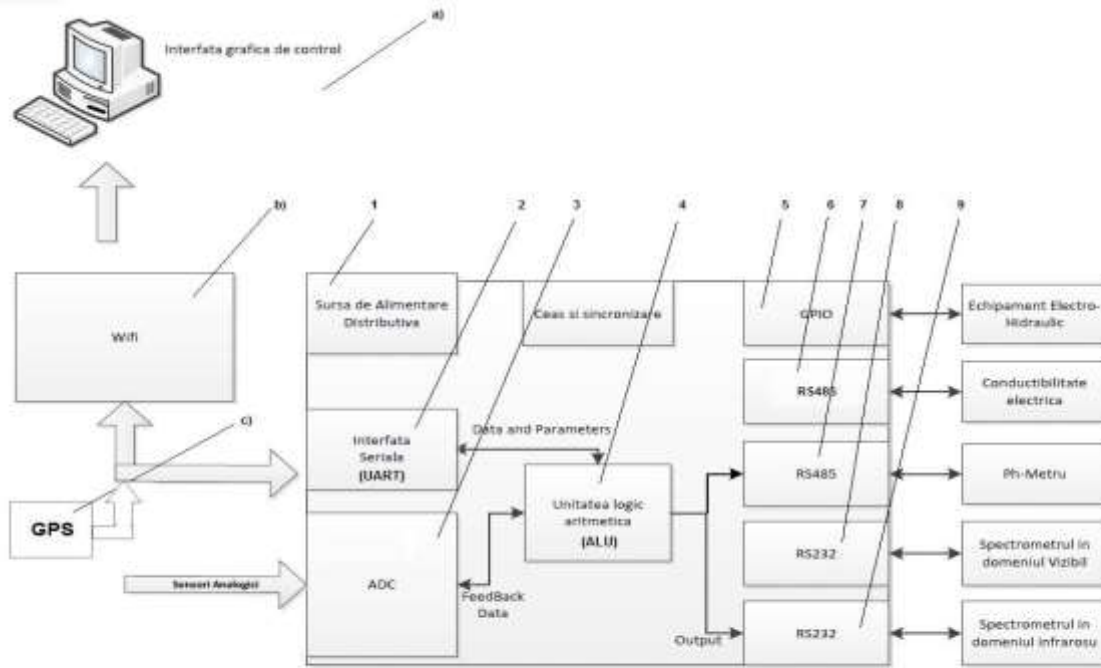 a)
Interfata grafica de control
b)
1
2
3
4
5
6
7
8
9
Wifi
Sursa de Alimentare
Distributiva
Ceas si sincronizare
GPIO
Echipament Electro-
Hidraulic
RS485
Conductibilitate
electrica
c)
Interfata
Seriala
(UART)
Data and Parameters
RS485
Ph-Metru
GPS
Unitatea logic
aritmetica
(ALU)
RS232
Spectrometrul in
domeniul Vizibil
Senzori Analogici
ADC
FeedBack
Data
Output
RS232
Spectrometrul in
domeniul infrarosu